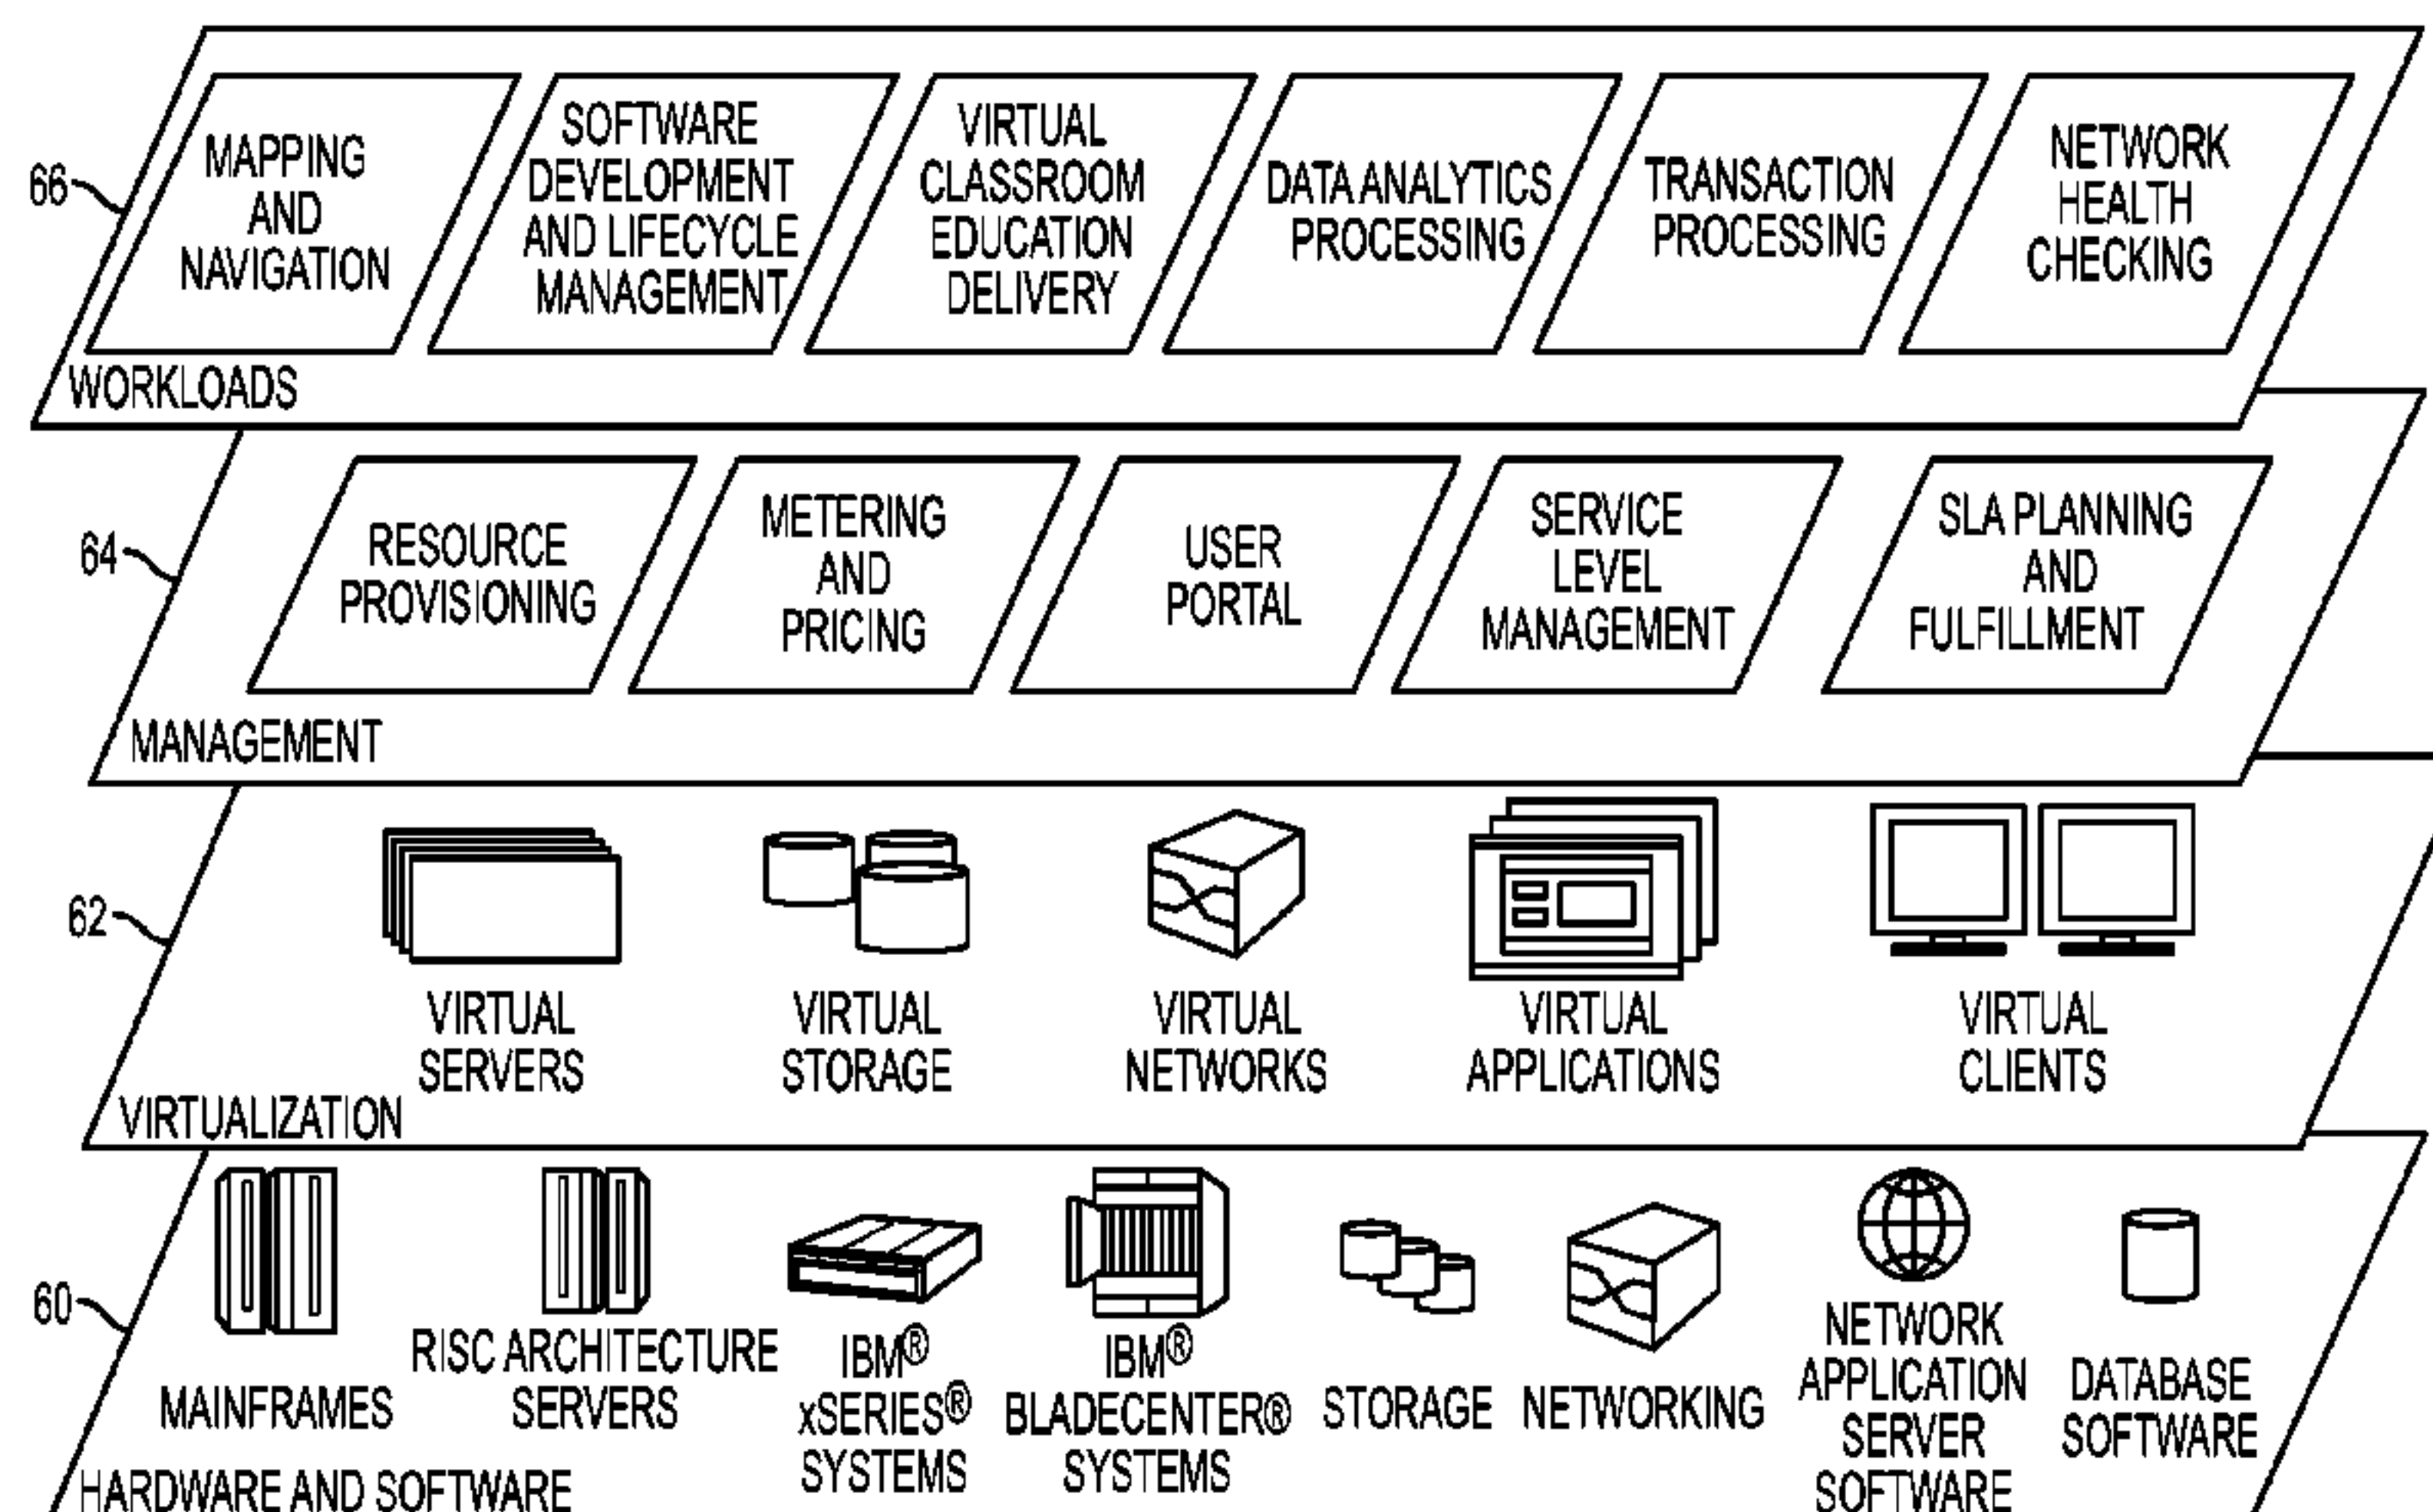 66
MAPPING
AND
NAVIGATION
SOFTWARE
DEVELOPMENT
AND LIFECYCLE
MANAGEMENT
VIRTUAL
CLASSROOM
EDUCATION
DELIVERY
DATA ANALYTICS
PROCESSING
TRANSACTION
PROCESSING
NETWORK
HEALTH
CHECKING
WORKLOADS
64
RESOURCE
PROVISIONING
METERING
AND
PRICING
USER
PORTAL
SERVICE
LEVEL
MANAGEMENT
SLA PLANNING
AND
FULFILLMENT
MANAGEMENT
62
VIRTUAL
SERVERS
VIRTUAL
STORAGE
VIRTUAL
NETWORKS
VIRTUAL
APPLICATIONS
VIRTUAL
CLIENTS
VIRTUALIZATION
60
MAINFRAMES
RISC ARCHITECTURE
SERVERS
IBM®
xSERIES®
SYSTEMS
IBM®
BLADECENTER®
SYSTEMS
STORAGE
NETWORKING
NETWORK
APPLICATION
SERVER
SOFTWARE
DATABASE
SOFTWARE
HARDWARE AND SOFTWARE